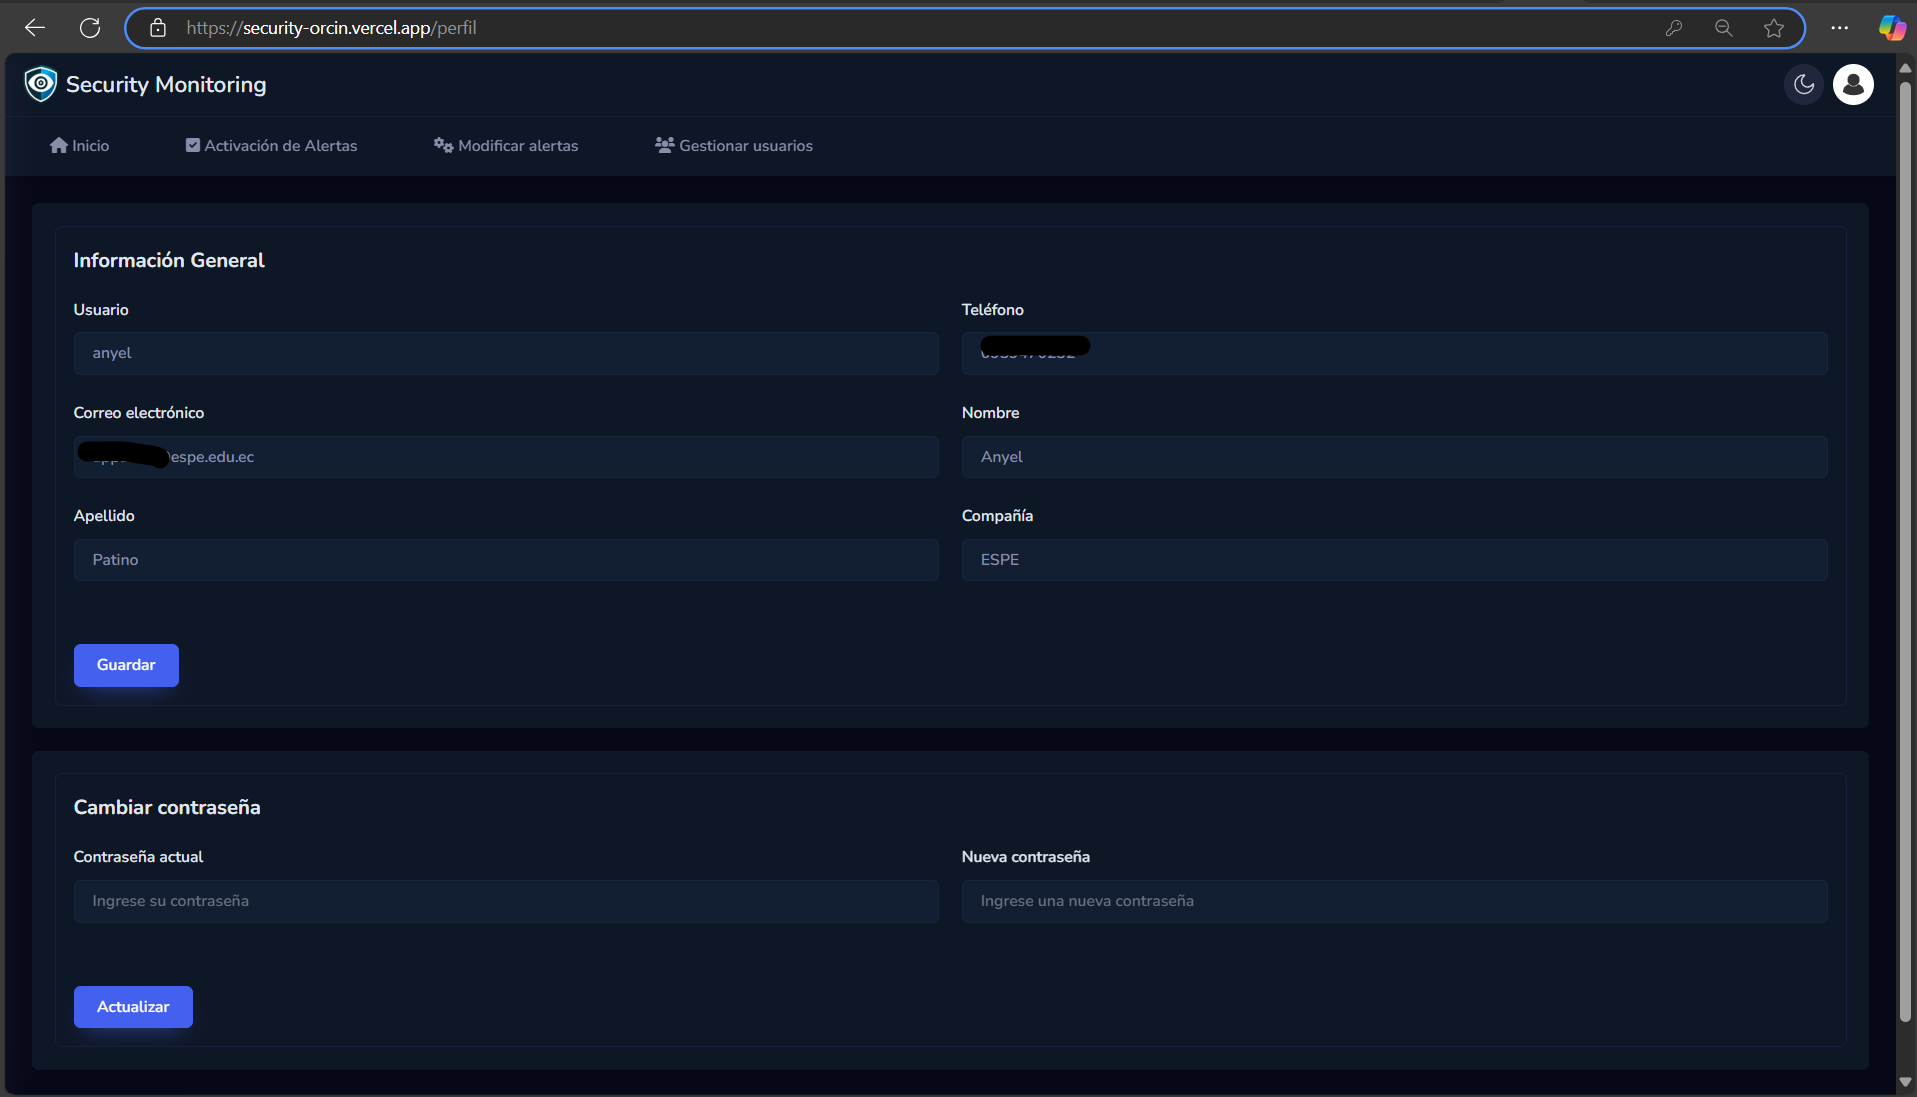 https://security-orcin.vercel.app/perfil
Security Monitoring
Inicio
Activación de Alertas
Modificar alertas
Gestionar usuarios
Información General
Usuario
Teléfono
anyel
Correo electrónico
Nombre
espe.edu.ec
Anyel
Apellido
Compañía
Patino
ESPE
Guardar
Cambiar contraseña
Contraseña actual
Nueva contraseña
Ingrese su contraseña
Ingrese una nueva contraseña
Actualizar